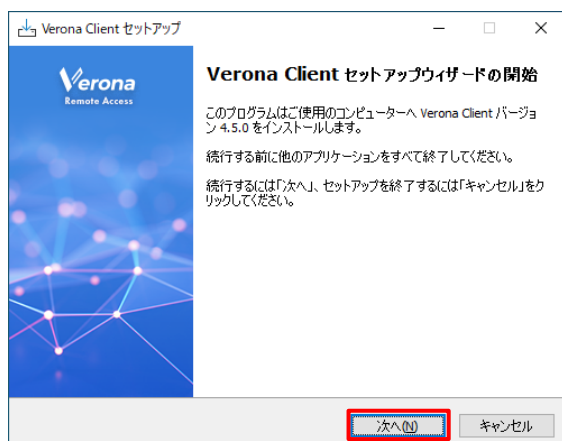 Verona Client セットアップ
Verona
Remote Access
Verona Client セットアップウィザードの開始
このプログラムはご使用のコンピューターへ Verona Client バージョ
ン 4.5.0 をインストールします。
続行する前に他のアプリケーションをすべて終了してください。
続行するには「次へ」、セットアップを終了するには「キャンセル」をク
リックしてください。
次へ(N)
キャンセル